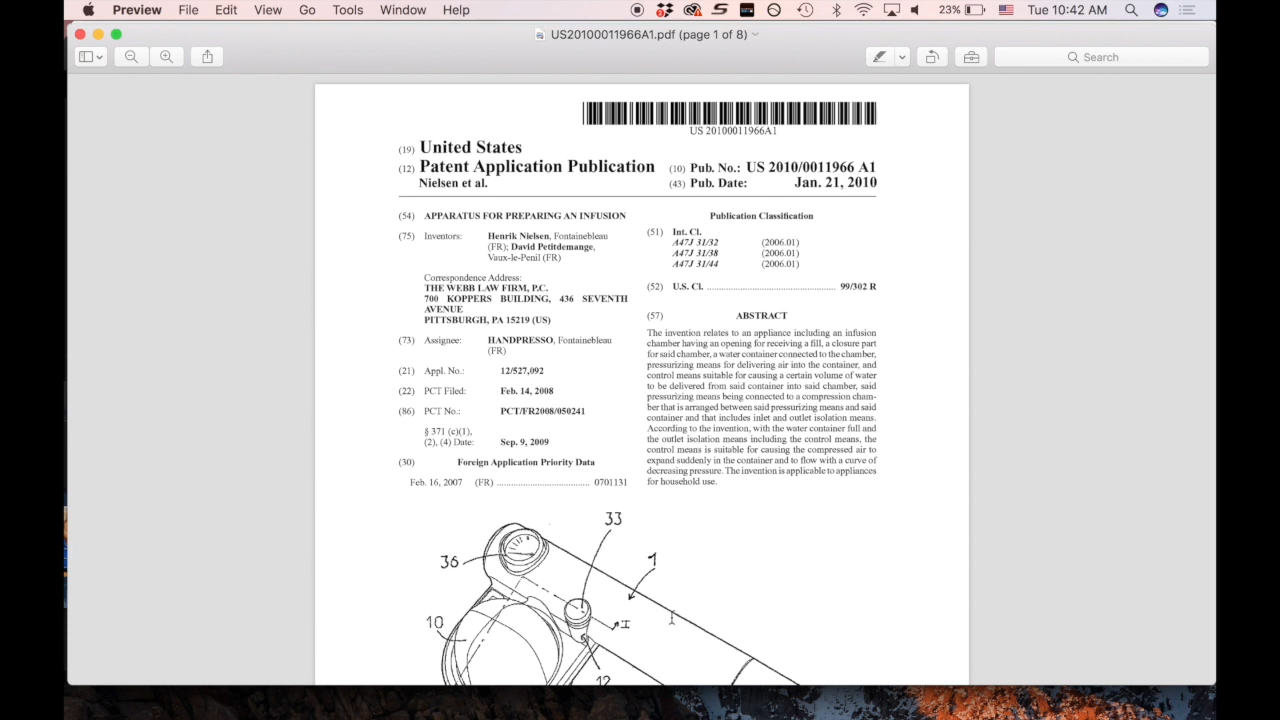 Preview File Edit View Go Tools Window Help 23% Tue 10:42 AM
US20100011966A1.pdf (page 1 of 8)
Search
US 20100011966A1
(19) United States
(12) Patent Application Publication
Nielsen et al.
(10) Pub. No.: US 2010/0011966 A1
(43) Pub. Date: Jan. 21, 2010
(54) APPARATUS FOR PREPARING AN INFUSION
(75) Inventors: Henrik Nielsen, Fontainebleau
(FR); David Petitdemange,
Vaux-le-Penil (FR)
Correspondence Address:
THE WEBB LAW FIRM, P.C.
700 KOPPERS BUILDING, 436 SEVENTH
AVENUE
PITTSBURGH, PA 15219 (US)
(73) Assignee: HANDPRESSO, Fontainebleau
(FR)
(21) Appl. No.: 12/527,092
(22) PCT Filed: Feb. 14, 2008
(86) PCT No.: PCT/FR2008/050241
§ 371 (c)(1),
(2), (4) Date: Sep. 9, 2009
(30) Foreign Application Priority Data
Feb. 16, 2007 (FR) ..................................... 0701131
Publication Classification
(51) Int. Cl.
A47J 31/32 (2006.01)
A47J 31/38 (2006.01)
A47J 31/44 (2006.01)
(52) U.S. Cl. ...................................................... 99/302 R
(57) ABSTRACT
The invention relates to an appliance including an infusion
chamber having an opening for receiving a fill, a closure part
for said chamber, a water container connected to the chamber,
pressurizing means for delivering air into the container, and
control means suitable for causing a certain volume of water
to be delivered from said container into said chamber, said
pressurizing means being connected to a compression cham-
ber that is arranged between said pressurizing means and said
container and that includes inlet and outlet isolation means.
According to the invention, with the water container full and
the outlet isolation means including the control means, the
control means is suitable for causing the compressed air to
expand suddenly in the container and to flow with a curve of
decreasing pressure. The invention is applicable to appliances
for household use.
33
36
1
10
I
12